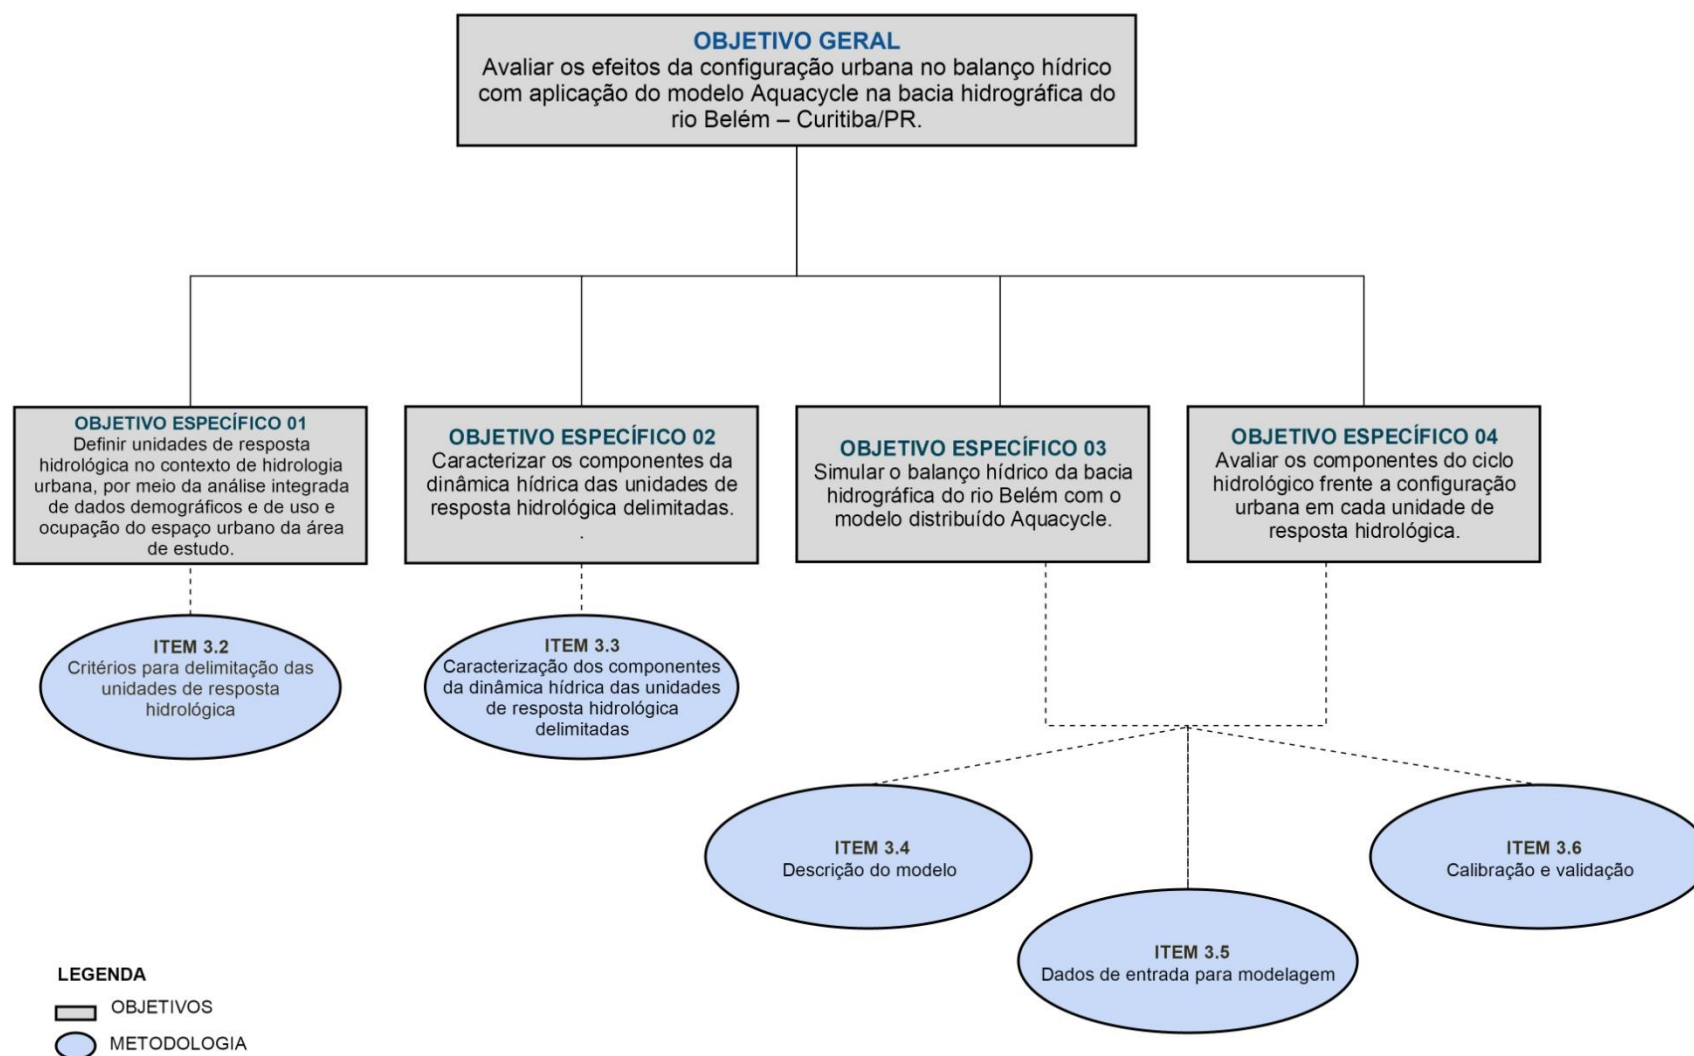 OBJETIVO GERAL
Avaliar os efeitos da configuração urbana no balanço hídrico
com aplicação do modelo Aquacycle na bacia hidrográfica do
rio Belém – Curitiba/PR.
OBJETIVO ESPECÍFICO 01
Definir unidades de resposta
hidrológica no contexto de hidrologia
urbana, por meio da análise integrada
de dados demográficos e de uso e
ocupação do espaço urbano da área
de estudo.
OBJETIVO ESPECÍFICO 02
Caracterizar os componentes da
dinâmica hídrica das unidades de
resposta hidrológica delimitadas.
.
OBJETIVO ESPECÍFICO 03
Simular o balanço hídrico da bacia
hidrográfica do rio Belém com o
modelo distribuído Aquacycle.
OBJETIVO ESPECÍFICO 04
Avaliar os componentes do ciclo
hidrológico frente a configuração
urbana em cada unidade de
resposta hidrológica.
ITEM 3.2
Critérios para delimitação das
unidades de resposta
hidrológica
ITEM 3.3
Caracterização dos componentes
da dinâmica hídrica das unidades
de resposta hidrológica
delimitadas
ITEM 3.4
Descrição do modelo
ITEM 3.5
Dados de entrada para modelagem
ITEM 3.6
Calibração e validação
LEGENDA
OBJETIVOS
METODOLOGIA